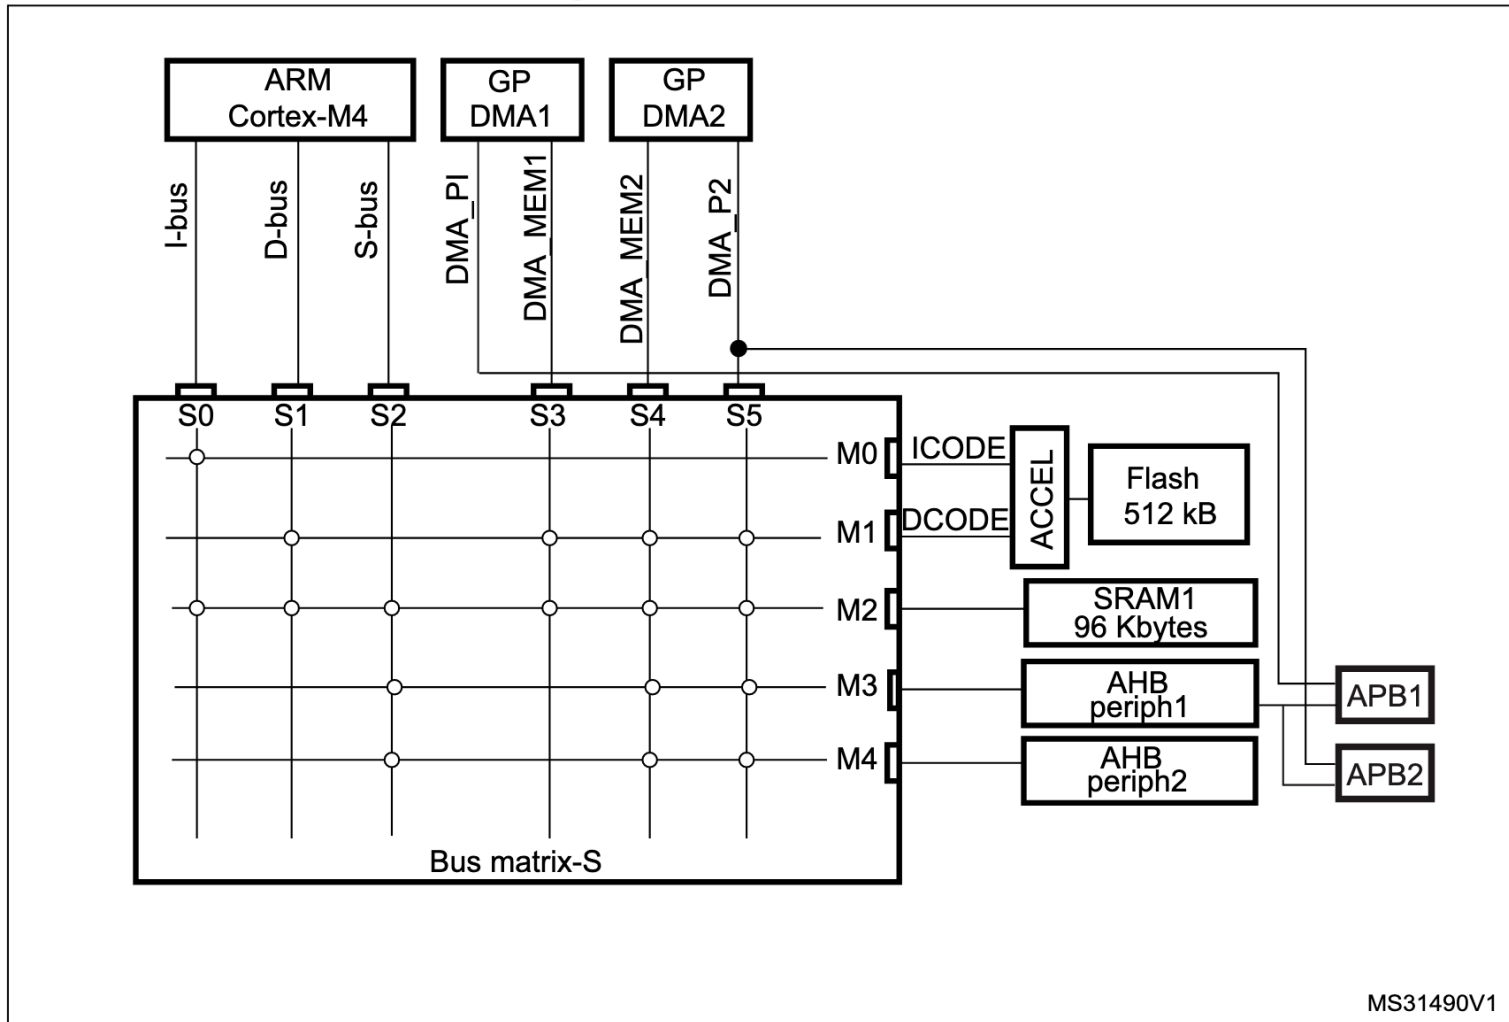 ARM
Cortex-M4
GP
DMA1
GP
DMA2
I-bus
D-bus
S-bus
DMA_PI
DMA_MEM1
DMA_MEM2
DMA_P2
S0 S1 S2 S3 S4 S5
M0
ICODE
M1
DCODE
ACCEL
Flash
512 kB
M2
SRAM1
96 Kbytes
M3
AHB
periph1
APB1
M4
AHB
periph2
APB2
Bus matrix-S
MS31490V1